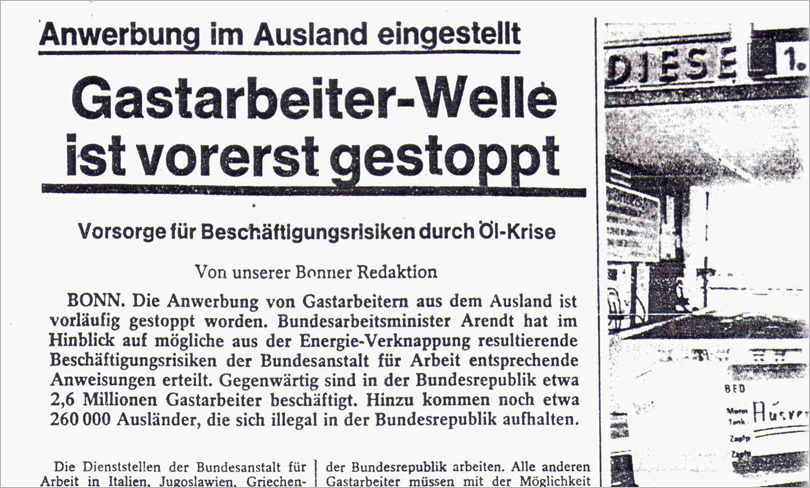 Anwerbung im Ausland eingestellt
Gastarbeiter-Welle
ist vorerst gestoppt
Vorsorge für Beschäftigungsrisiken durch Öl-Krise
Von unserer Bonner Redaktion
BONN. Die Anwerbung von Gastarbeitern aus dem Ausland ist
vorläufig gestoppt worden. Bundesarbeitsminister Arendt hat im
Hinblick auf mögliche aus der Energie-Verknappung resultierende
Beschäftigungsrisiken der Bundesanstalt für Arbeit entsprechende
Anweisungen erteilt. Gegenwärtig sind in der Bundesrepublik etwa
2,6 Millionen Gastarbeiter beschäftigt. Hinzu kommen noch etwa
260 000 Ausländer, die sich illegal in der Bundesrepublik aufhalten.
Die Dienststellen der Bundesanstalt für
Arbeit in Italien, Jugoslawien, Griechen-
der Bundesrepublik arbeiten. Alle anderen
Gastarbeiter müssen mit der Möglichkeit
DIESE 1.
BED
Motor
Tank
Zapfp
Zapfp